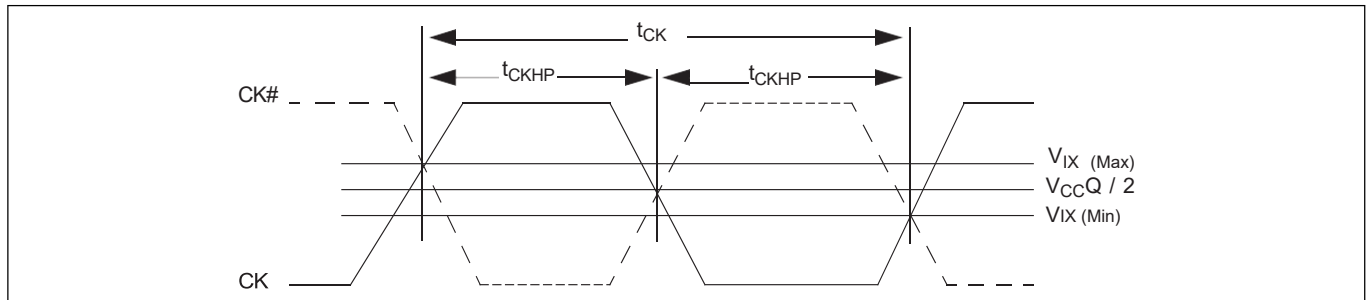 tCK
tCKHP tCKHP
CK#
VIX (Max)
VCCQ / 2
VIX (Min)
CK